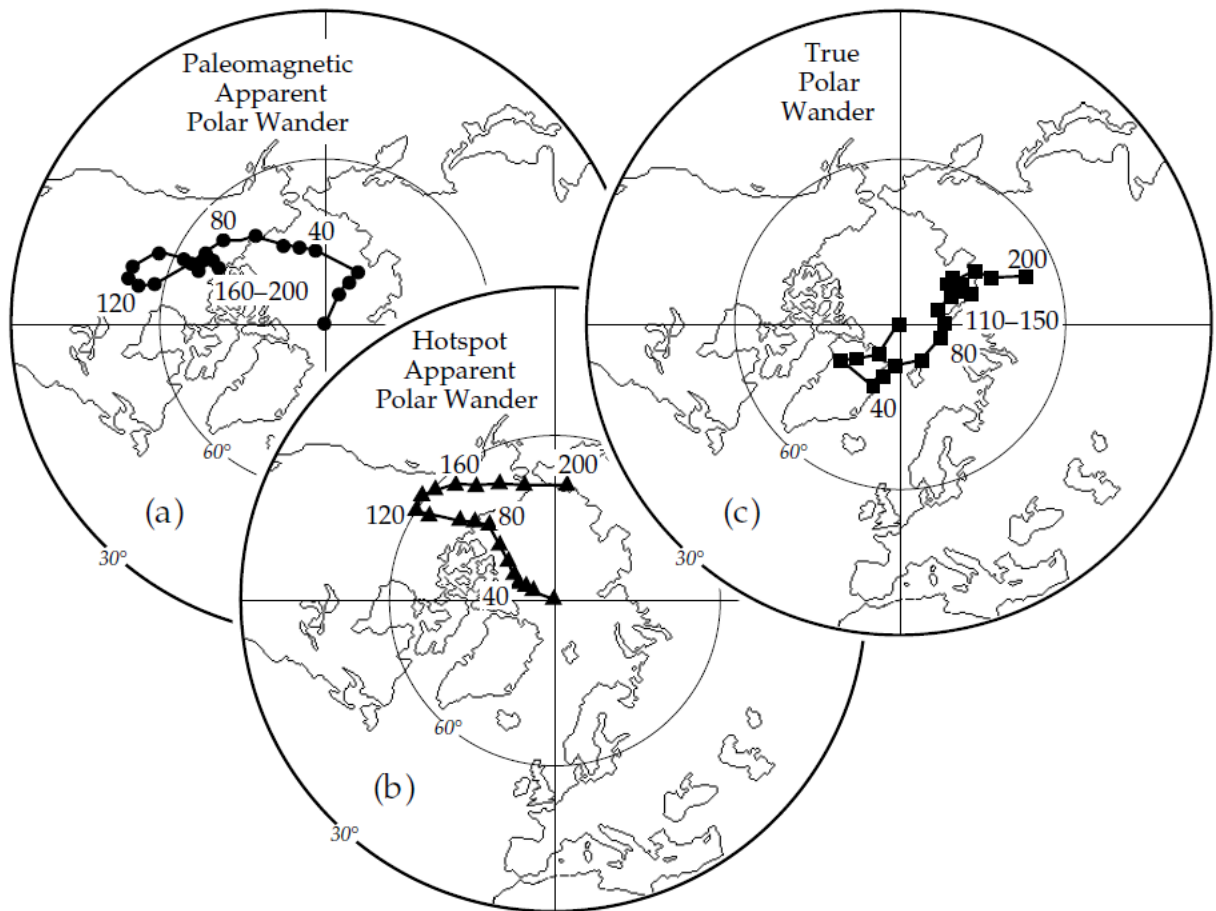 Paleomagnetic
Apparent
Polar Wander
80
40
120
160–200
60°
(a)
30°
Hotspot
Apparent
Polar Wander
160
200
120
80
40
60°
(b)
30°
True
Polar
Wander
200
110–150
80
40
60°
(c)
30°